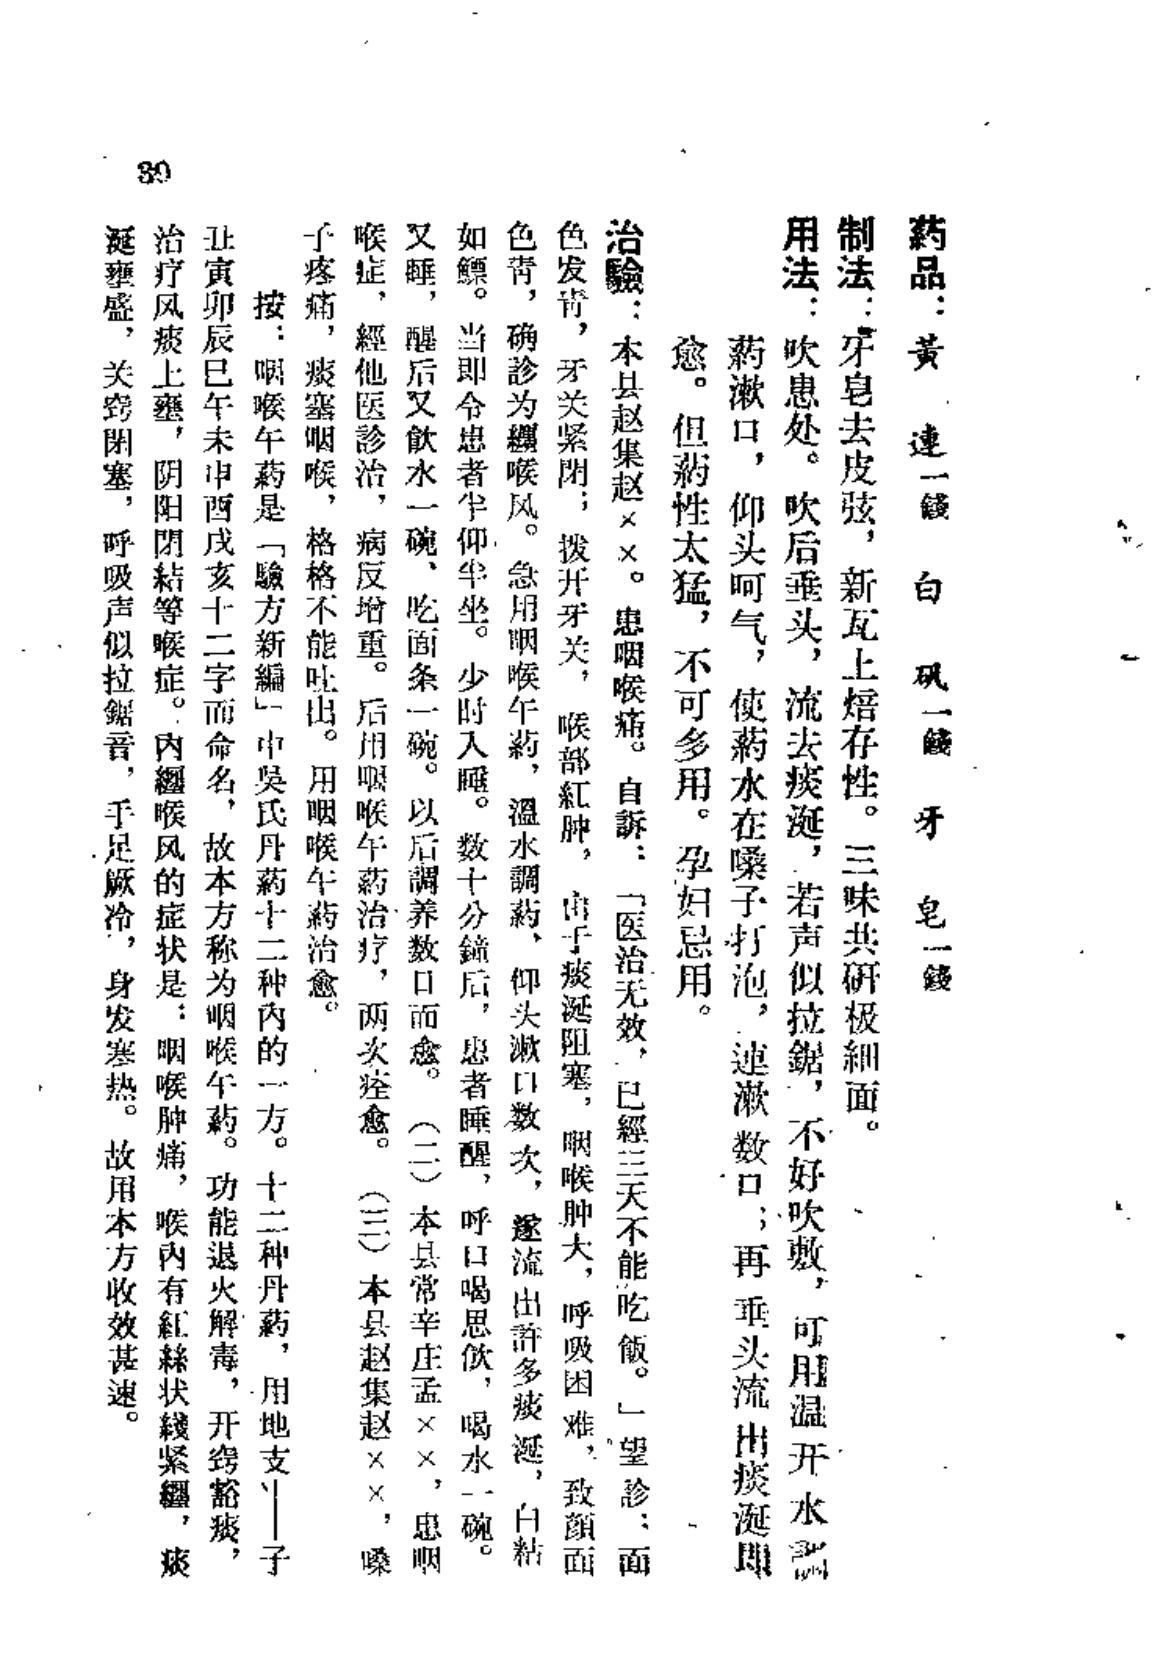 药品：黃　連一錢　白　矾一錢　牙　皂一錢
制法：牙皂去皮弦，新瓦上焙存性。三味共研极細面。
用法：吹患处。吹后垂头，流去痰涎，若声似拉鋸，不好吹敷，可用温开水調
药漱口，仰头呵气，使药水在嗓子打泡，連漱数口；再垂头流出痰涎即
愈。但药性太猛，不可多用。孕妇忌用。
治驗：本县赵集赵××。患咽喉痛。自訴：「医治无效，已經三天不能吃飯。」望診：面
色发青，牙关紧閉；拨开牙关，喉部紅肿，由于痰涎阻塞，咽喉肿大，呼吸困难，致顏面
色青，确診为纏喉风。急用咽喉午药，溫水調药，仰头漱口数次，遂流出許多痰涎，白粘
如鰾。当即令患者半仰半坐。少时入睡。数十分鐘后，患者睡醒，呼口喝思飲，喝水一碗。
又睡，醒后又飮水一碗、吃面条一碗。以后調养数日而愈。（二）本县常辛庄孟××，患咽
喉症，經他医診治，病反增重。后用咽喉午药治疗，两次痊愈。（三）本县赵集赵××，嗓
子疼痛，痰塞咽喉，格格不能吐出。用咽喉午药治愈。
按：咽喉午药是「驗方新編」中吳氏丹药十二种内的一方。十二种丹药，用地支——子
丑寅卯辰巳午未申酉戌亥十二字而命名，故本方称为咽喉午药。功能退火解毒，开窍豁痰，
治疗风痰上壅，阴阳閉結等喉症。内纏喉风的症状是：咽喉肿痛，喉内有紅絲状綫紧纏，痰
涎壅盛，关窍閉塞，呼吸声似拉鋸音，手足厥冷，身发寒热。故用本方收效甚速。
39